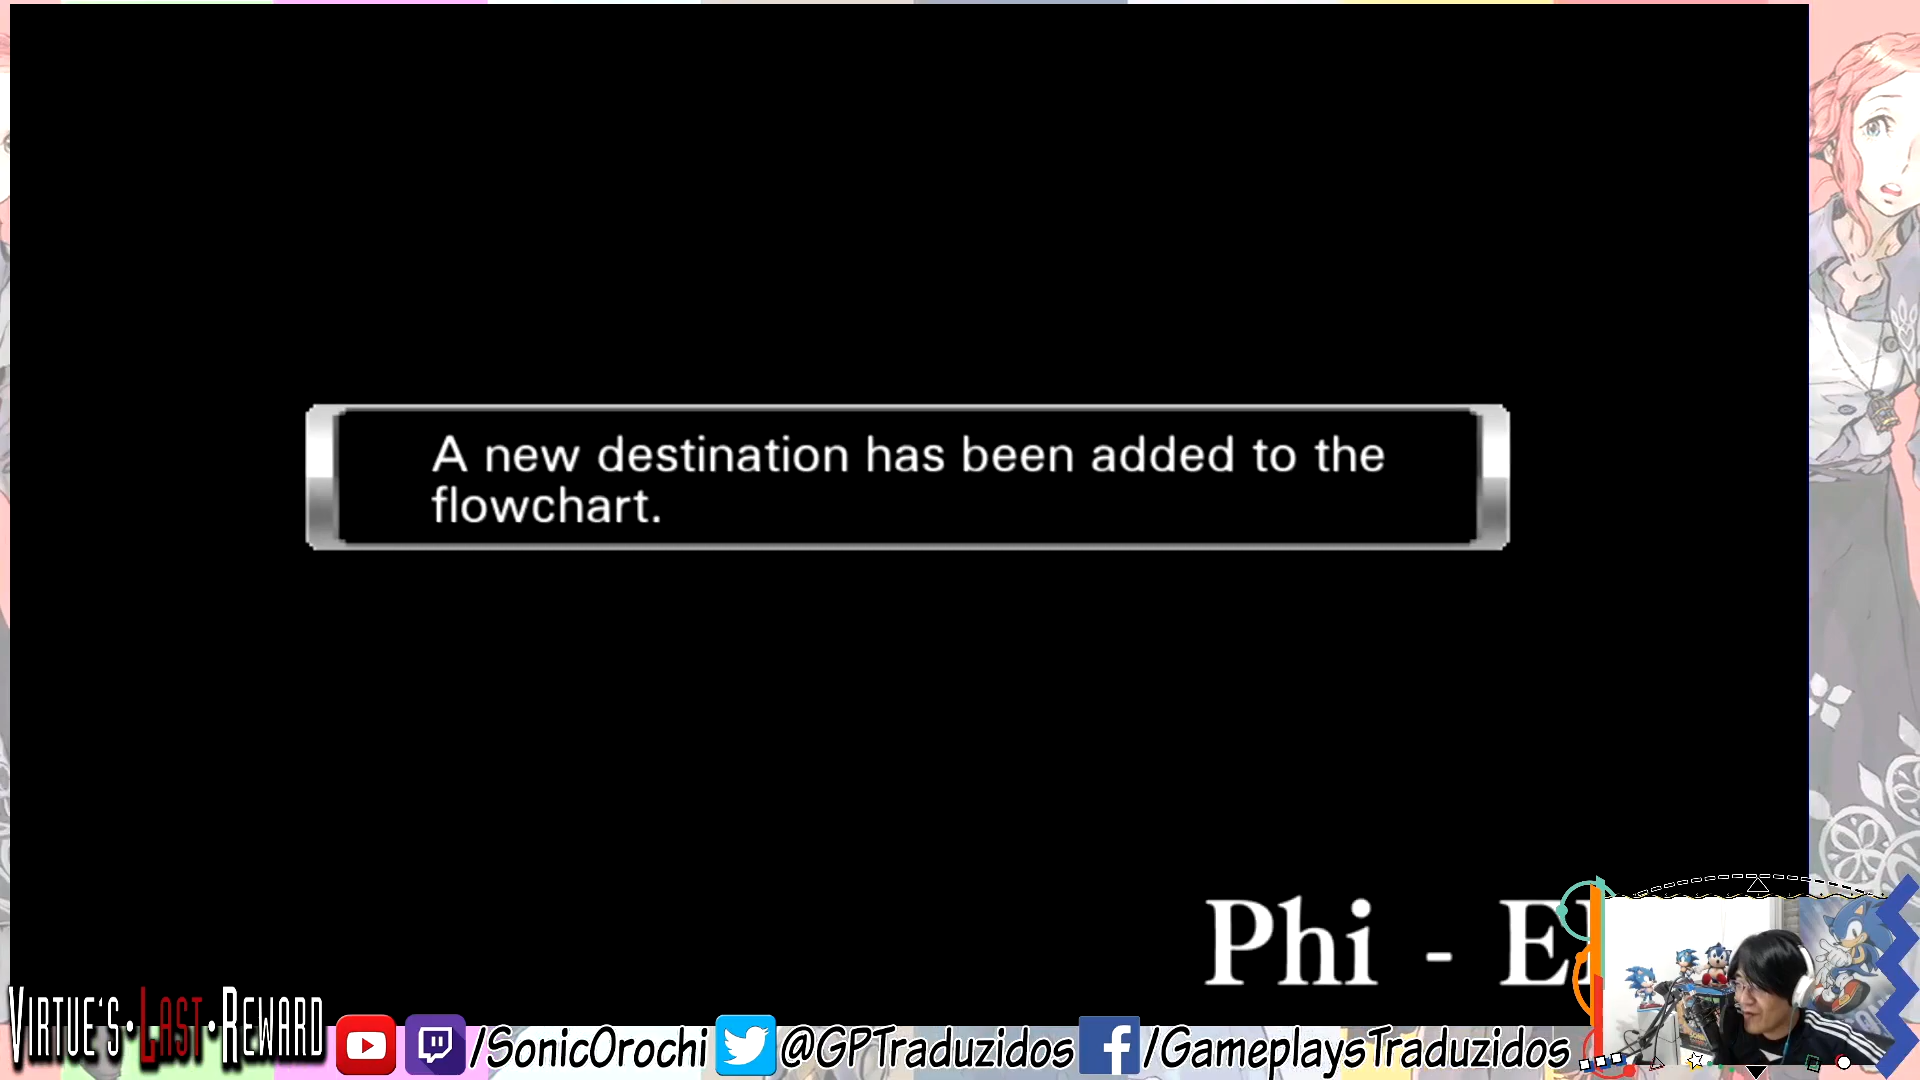 A new destination has been added to the
flowchart.
Phi - E
VIRTUE'S·LAST·REWARD
/SonicOrochi
@GPTraduzidos
/GameplaysTraduzidos